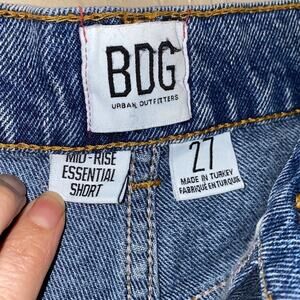 BDG
URBAN OUTFITTERS
MID-RISE
ESSENTIAL
SHORT
27
MADE IN TURKEY
FABRIQUÉ EN TURQUIE